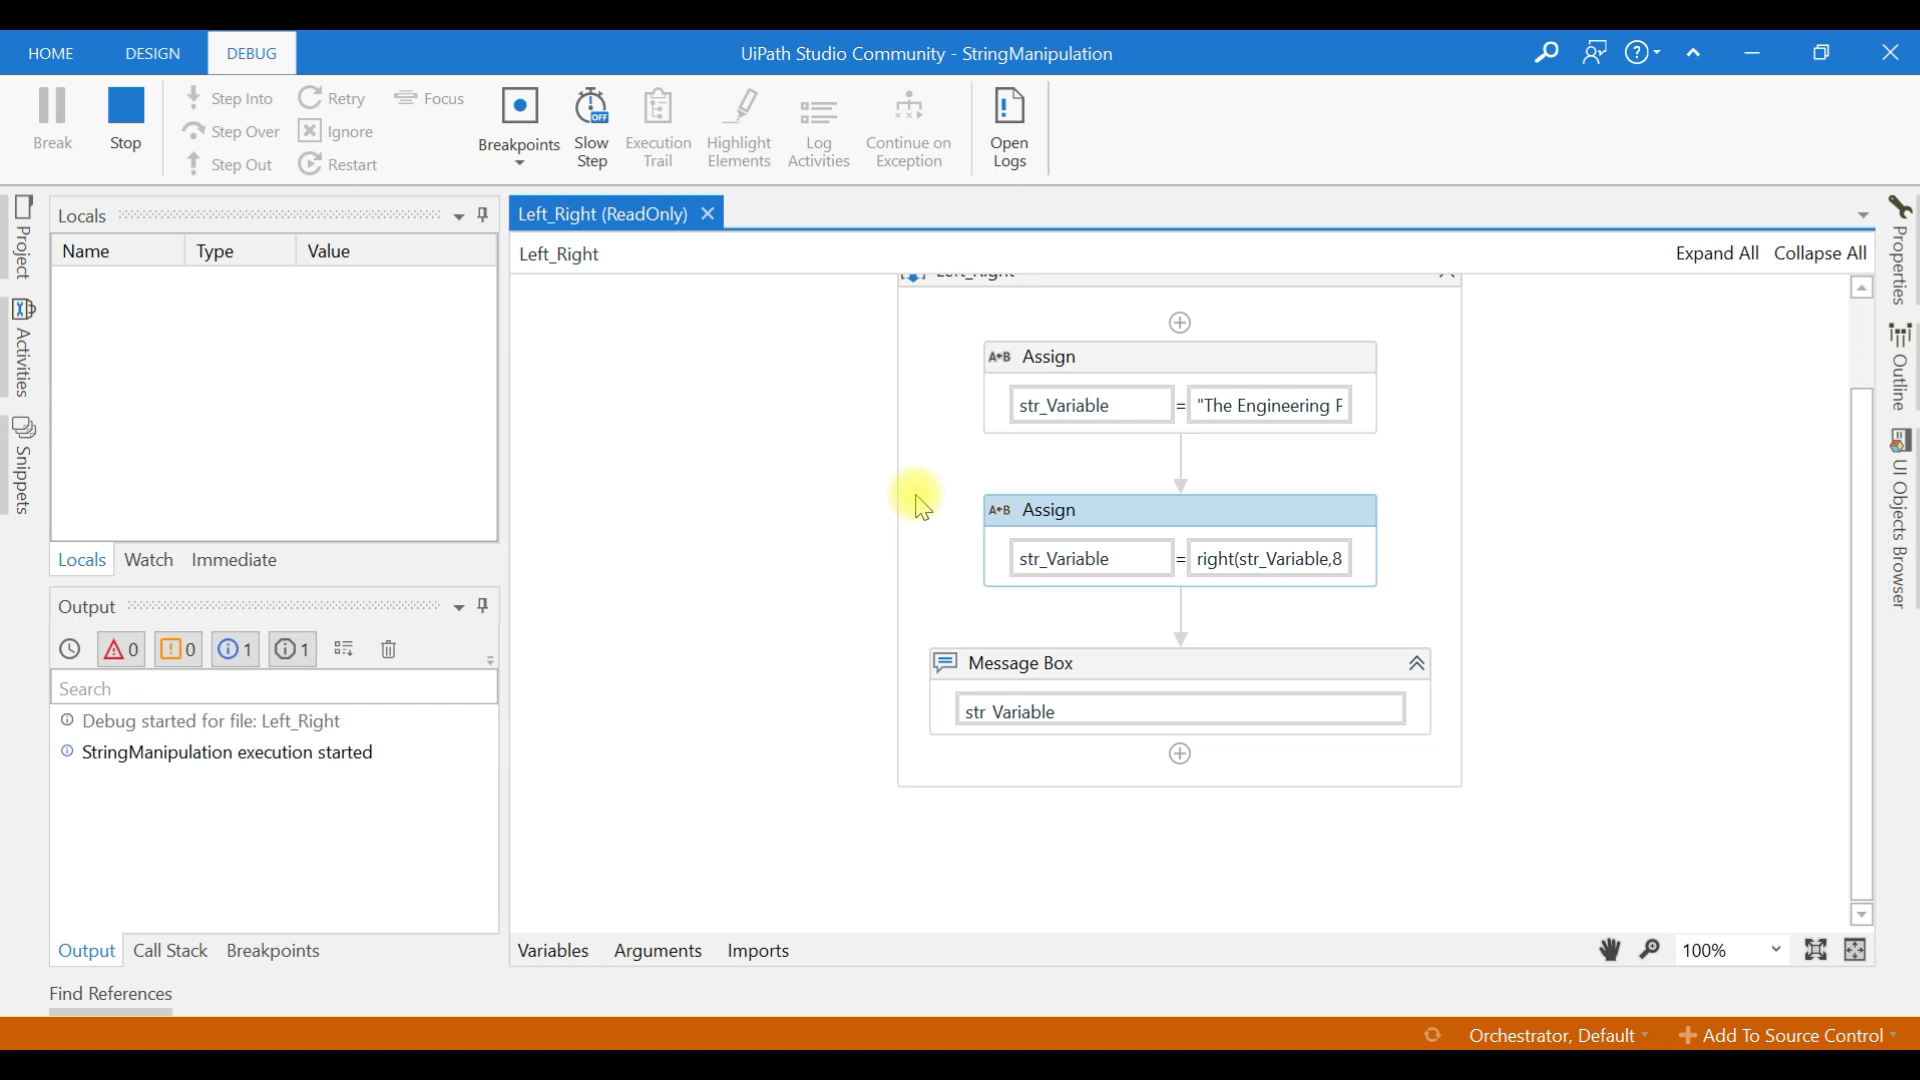 HOME DESIGN DEBUG UiPath Studio Community - StringManipulation
Break
Stop
Step Into
Step Over
Step Out
Retry
Ignore
Restart
Focus
Breakpoints
Slow
Step
Execution
Trail
Highlight
Elements
Log
Activities
Continue on
Exception
Open
Logs
Project
Activities
Snippets
Locals
Name Type Value
Locals Watch Immediate
Output
0 0 1 1
Search
Debug started for file: Left_Right
StringManipulation execution started
Output Call Stack Breakpoints
Find References
Left_Right (ReadOnly)
Left_Right Expand All Collapse All
Left_Right
A+B Assign
str_Variable = "The Engineering
A+B Assign
str_Variable = right(str_Variable,8
Message Box
str_Variable
Variables Arguments Imports 100%
Properties
Outline
UI Objects Browser
Orchestrator, Default Add To Source Control